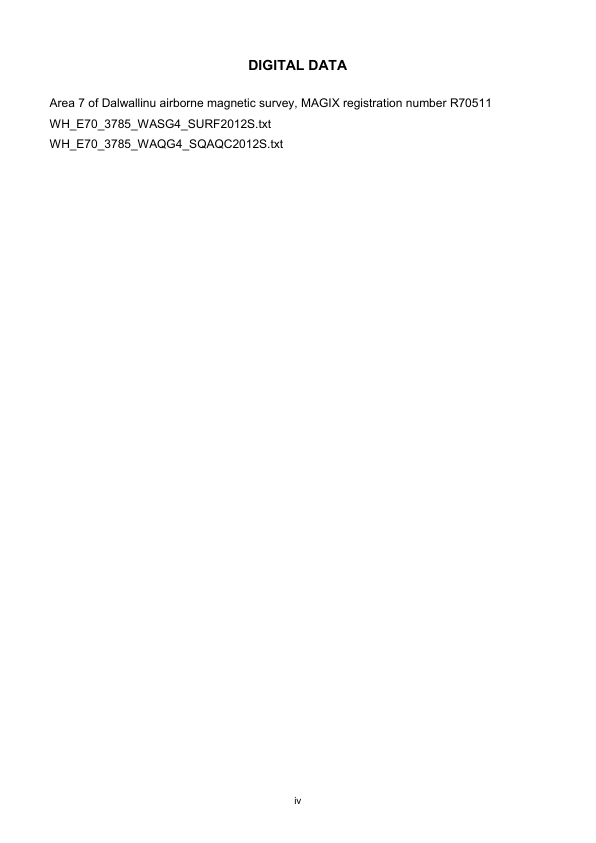 DIGITAL DATA
Area 7 of Dalwallinu airborne magnetic survey, MAGIX registration number R70511
WH_E70_3785_WASG4_SURF2012S.txt
WH_E70_3785_WAQG4_SQAQC2012S.txt
iv